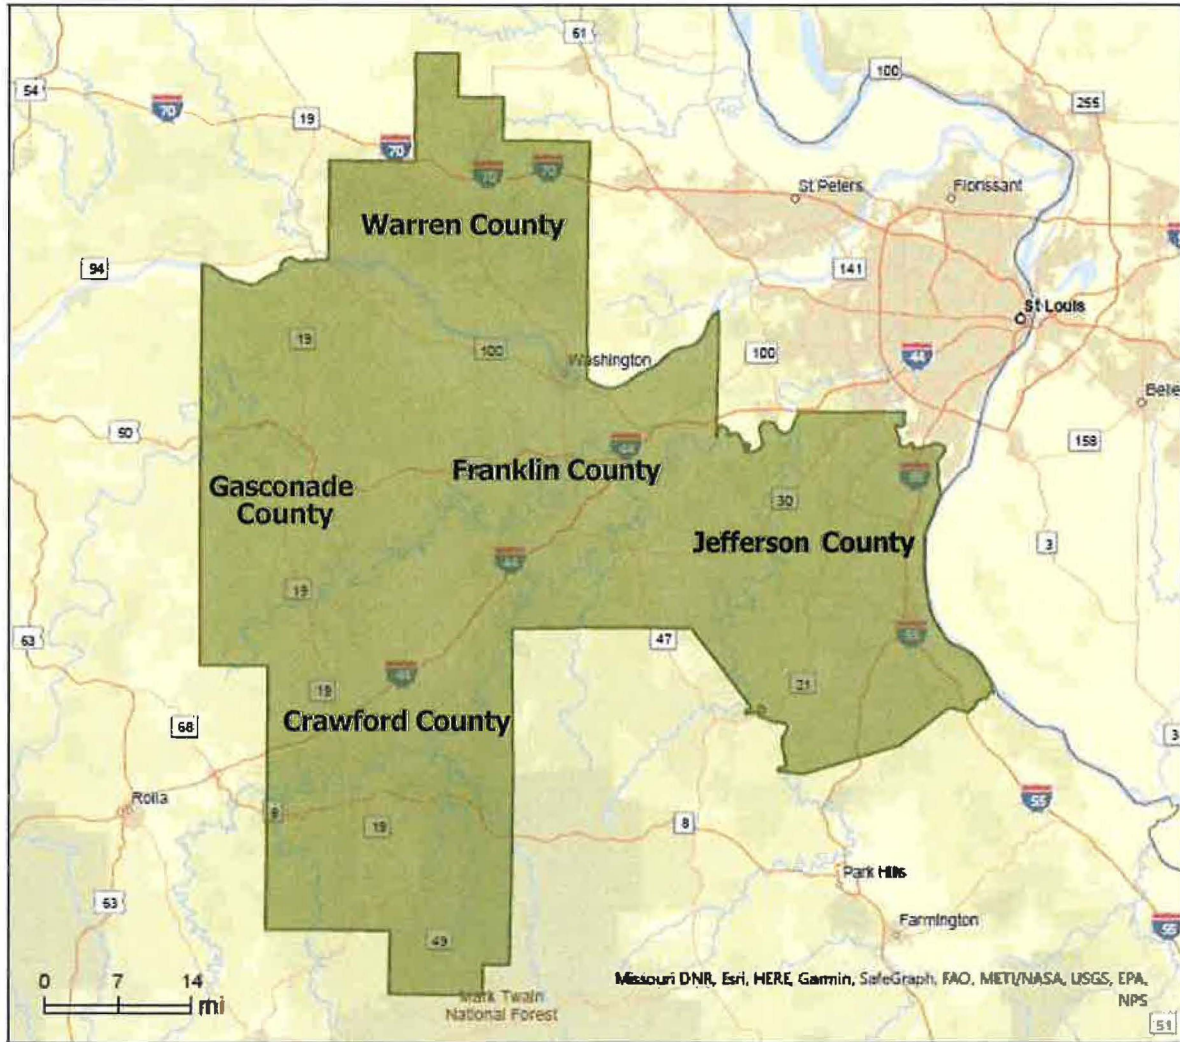 61
100
54
70
19
255
70
70
70
St Peters
Florissant
Warren County
94
141
St Louis
19
100
Washington
100
44
Belle
50
44
158
Franklin County
Gasconade
County
55
30
Jefferson County
3
44
19
63
47
55
44
19
21
Crawford County
68
Rolla
8
19
8
55
Park Hills
63
Farmington
49
55
0 7 14
mi
Missouri DNR, Esri, HERE, Garmin, SafeGraph, FAO, METI/NASA, USGS, EPA,
NPS
Mark Twain
National Forest
51